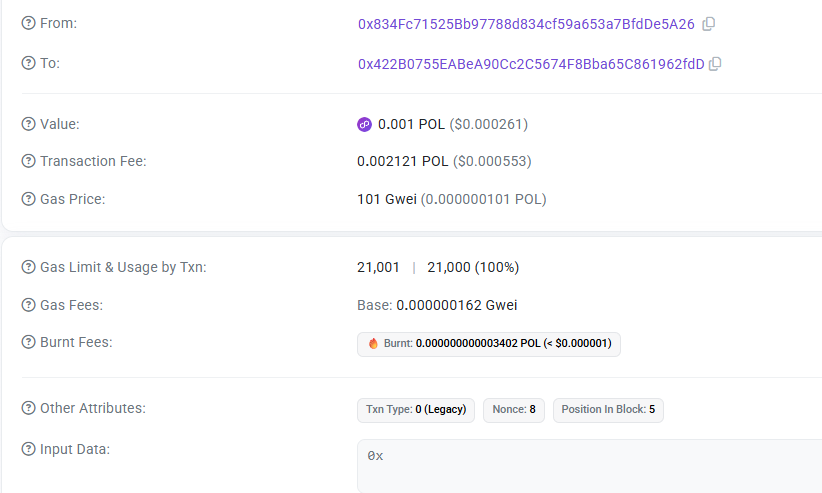 From: 0x834Fc71525Bb97788d834cf59a653a7BfdDe5A26
To: 0x422B0755EABeA90Cc2C5674F8Bba65C861962fdD
Value: 0.001 POL ($0.000261)
Transaction Fee: 0.002121 POL ($0.000553)
Gas Price: 101 Gwei (0.000000101 POL)
Gas Limit & Usage by Txn: 21,001 | 21,000 (100%)
Gas Fees: Base: 0.000000162 Gwei
Burnt Fees: Burnt: 0.000000000003402 POL (< $0.000001)
Other Attributes: Txn Type: 0 (Legacy) Nonce: 8 Position In Block: 5
Input Data: 0x